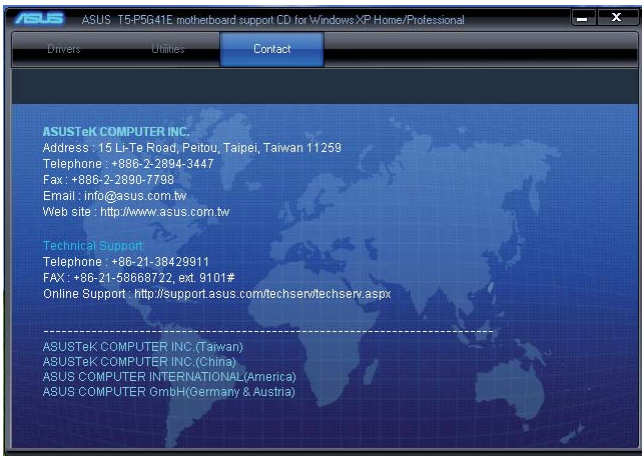 ASUS T5-P5G41E motherboard support CD for Windows XP Home/Professional
Drivers Utilities Contact
ASUSTeK COMPUTER INC.
Address : 15 Li-Te Road, Peitou, Taipei, Taiwan 11259
Telephone : +886-2-2894-3447
Fax : +886-2-2890-7798
Email : info@asus.com.tw
Web site : http://www.asus.com.tw
Technical Support
Telephone : +86-21-38429911
FAX : +86-21-58668722, ext. 9101#
Online Support : http://support.asus.com/techserv/techserv.aspx
ASUSTeK COMPUTER INC.(Taiwan)
ASUSTeK COMPUTER INC.(China)
ASUS COMPUTER INTERNATIONAL(America)
ASUS COMPUTER GmbH(Germany & Austria)